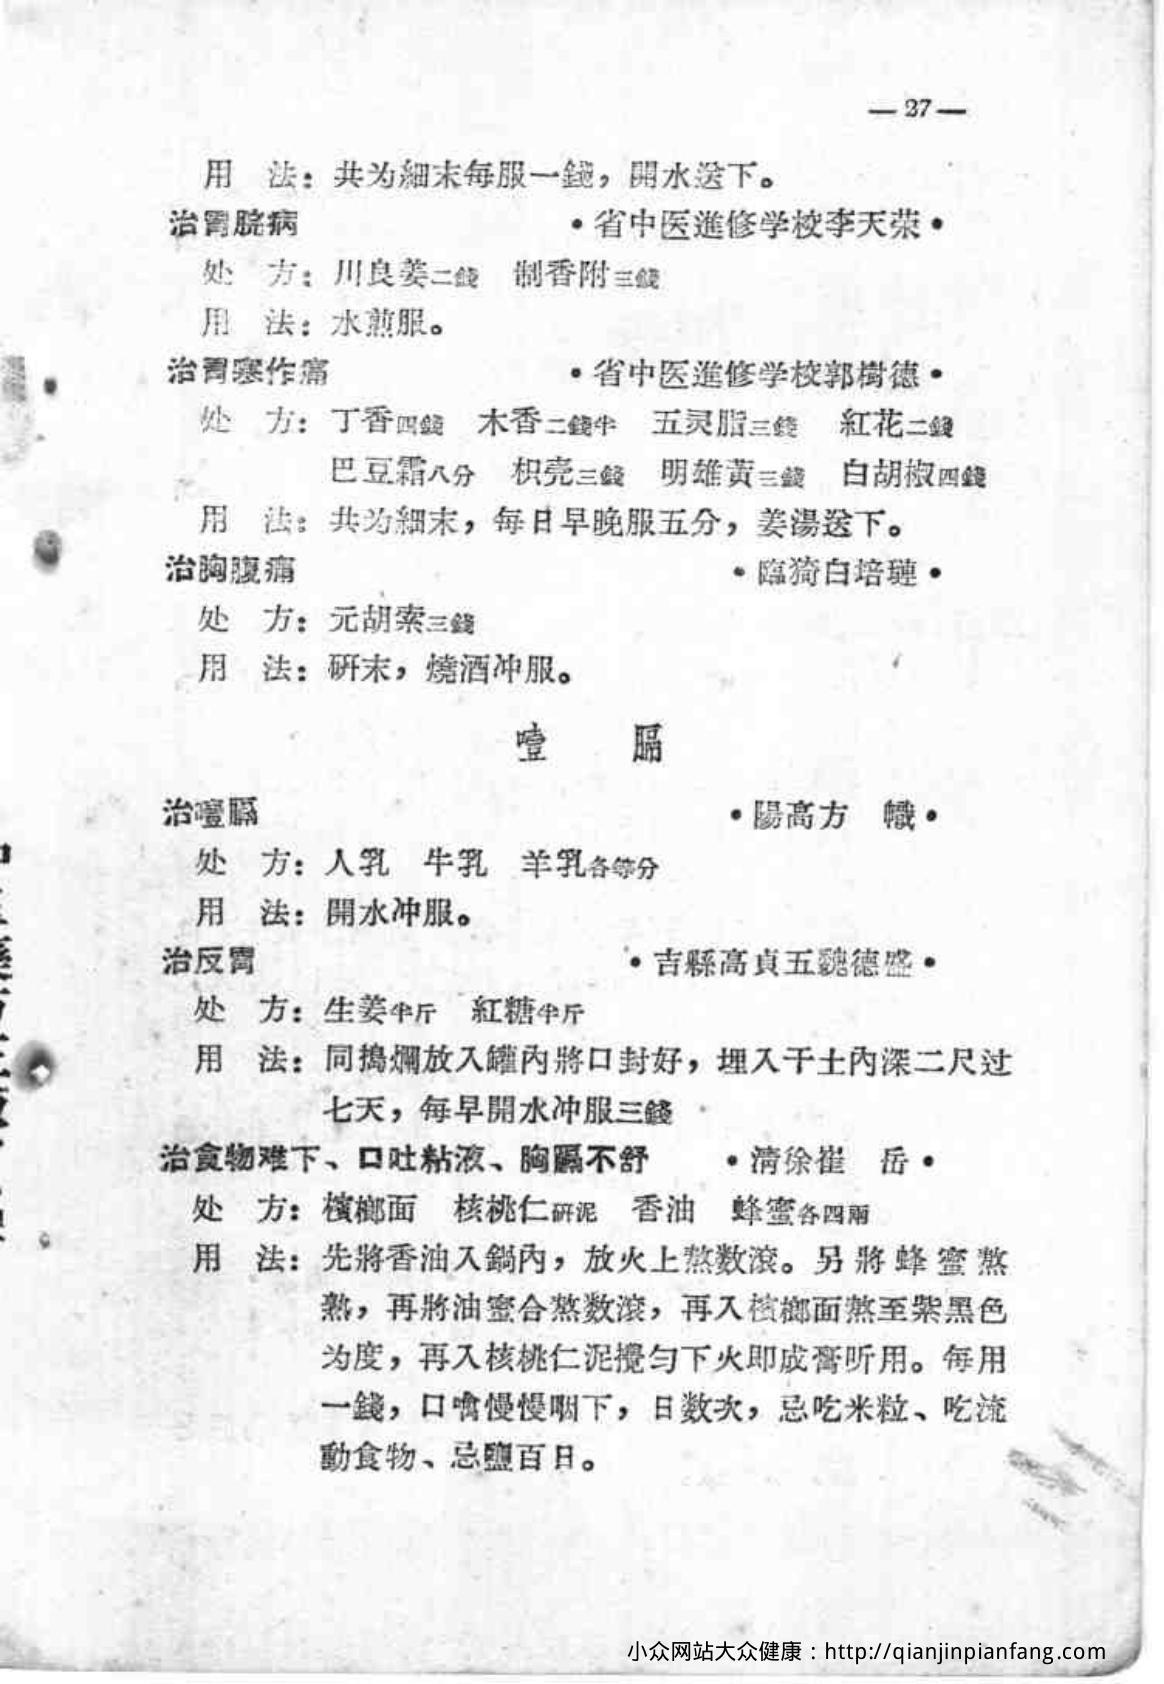 — 27 —
用 法：共为細末每服一錢，開水送下。
治胃脘病 •省中医進修学校李天荣•
处 方：川良姜二錢 制香附三錢
用 法：水煎服。
治胃寒作痛 •省中医進修学校郭樹德•
处 方：丁香四錢 木香二錢半 五灵脂三錢 紅花二錢
巴豆霜八分 枳壳三錢 明雄黃三錢 白胡椒四錢
用 法：共为細末，每日早晚服五分，姜湯送下。
治胸腹痛 •臨猗白培璉•
处 方：元胡索三錢
用 法：研末，燒酒冲服。
噎 膈
治噎膈 •陽高方 幟•
处 方：人乳 牛乳 羊乳各等分
用 法：開水冲服。
治反胃 •吉縣高貞五魏德盛•
处 方：生姜半斤 紅糖半斤
用 法：同搗爛放入罐內將口封好，埋入干土內深二尺过
七天，每早開水冲服三錢
治食物难下、口吐粘液、胸膈不舒 •清徐崔 岳•
处 方：檳榔面 核桃仁研泥 香油 蜂蜜各四兩
用 法：先將香油入鍋內，放火上熬数滾。另將蜂蜜熬
熟，再將油蜜合熬数滾，再入檳榔面熬至紫黑色
为度，再入核桃仁泥攪匀下火即成膏听用。每用
一錢，口噙慢慢咽下，日数次，忌吃米粒、吃流
動食物、忌鹽百日。
小众网站大众健康：http://qianjinpianfang.com